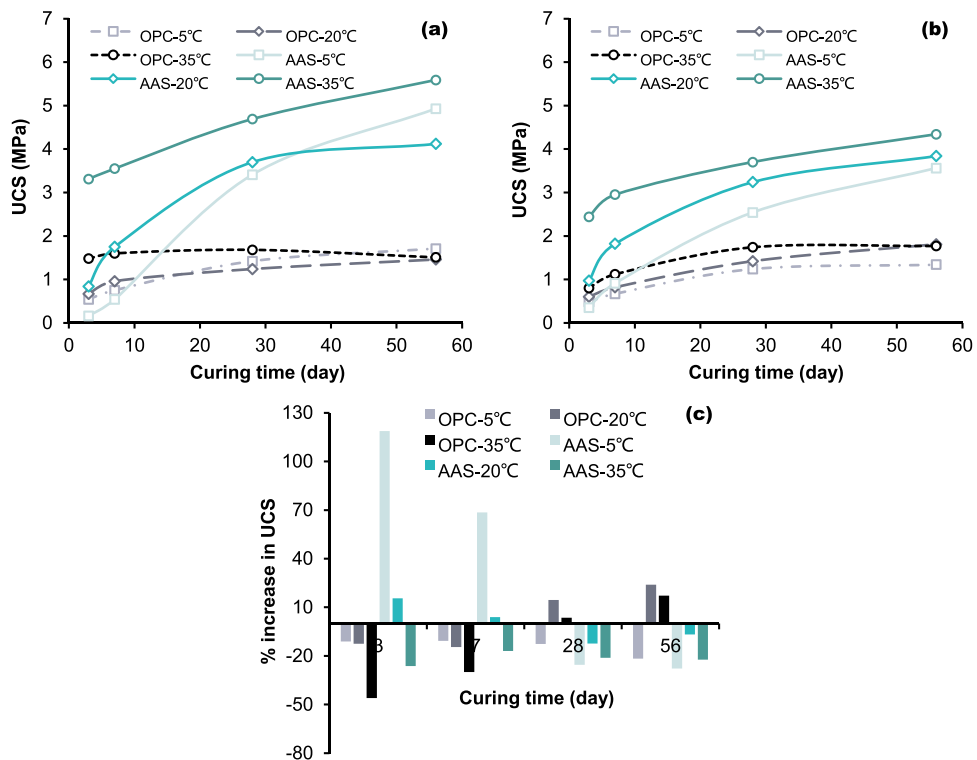 7
6
5
4
3
2
1
0
UCS (MPa)
OPC-5℃ OPC-20℃ (a)
OPC-35℃ AAS-5℃
AAS-20℃ AAS-35℃
0 10 20 30 40 50 60
Curing time (day)
7
6
5
4
3
2
1
0
UCS (MPa)
OPC-5℃ OPC-20℃ (b)
OPC-35℃ AAS-5℃
AAS-20℃ AAS-35℃
0 10 20 30 40 50 60
Curing time (day)
130
100
70
40
10
-20
-50
-80
% increase in UCS
OPC-5℃ OPC-20℃ (c)
OPC-35℃ AAS-5℃
AAS-20℃ AAS-35℃
3 7 28 56
Curing time (day)